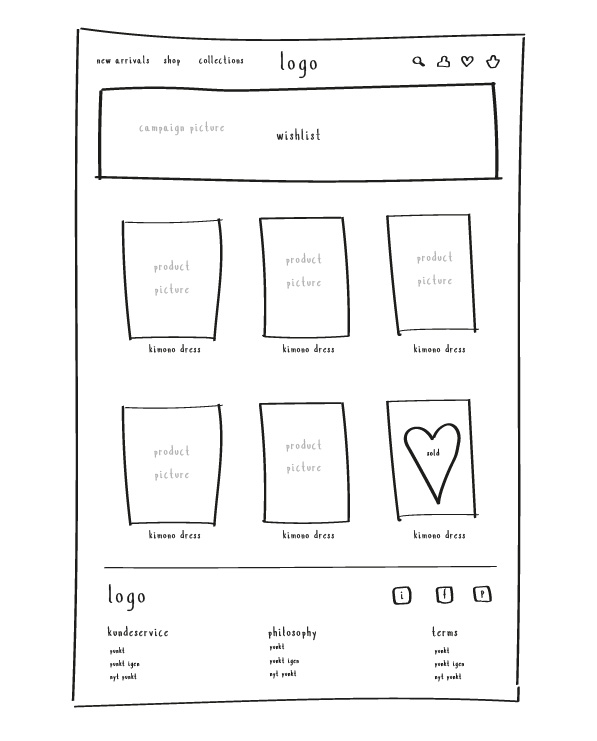 new arrivals shop collections logo
campaign picture
wishlist
product picture
product picture
product picture
kimono dress kimono dress kimono dress
product picture
product picture
sold
kimono dress kimono dress kimono dress
logo i f p
kundeservice philosophy terms
punkt punkt punkt
punkt igen punkt igen punkt igen
nyt punkt nyt punkt nyt punkt